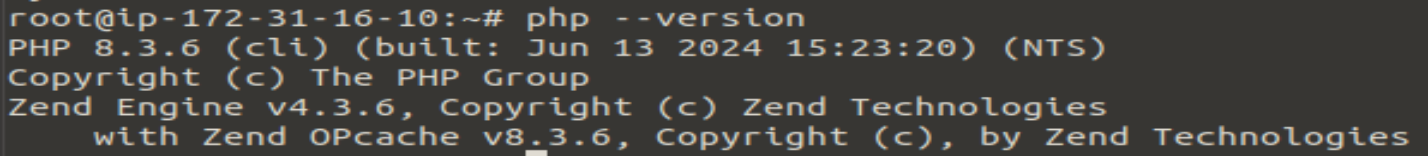 root@ip-172-31-16-10:~# php --version
PHP 8.3.6 (cli) (built: Jun 13 2024 15:23:20) (NTS)
Copyright (c) The PHP Group
Zend Engine v4.3.6, Copyright (c) Zend Technologies
    with Zend OPcache v8.3.6, Copyright (c), by Zend Technologies